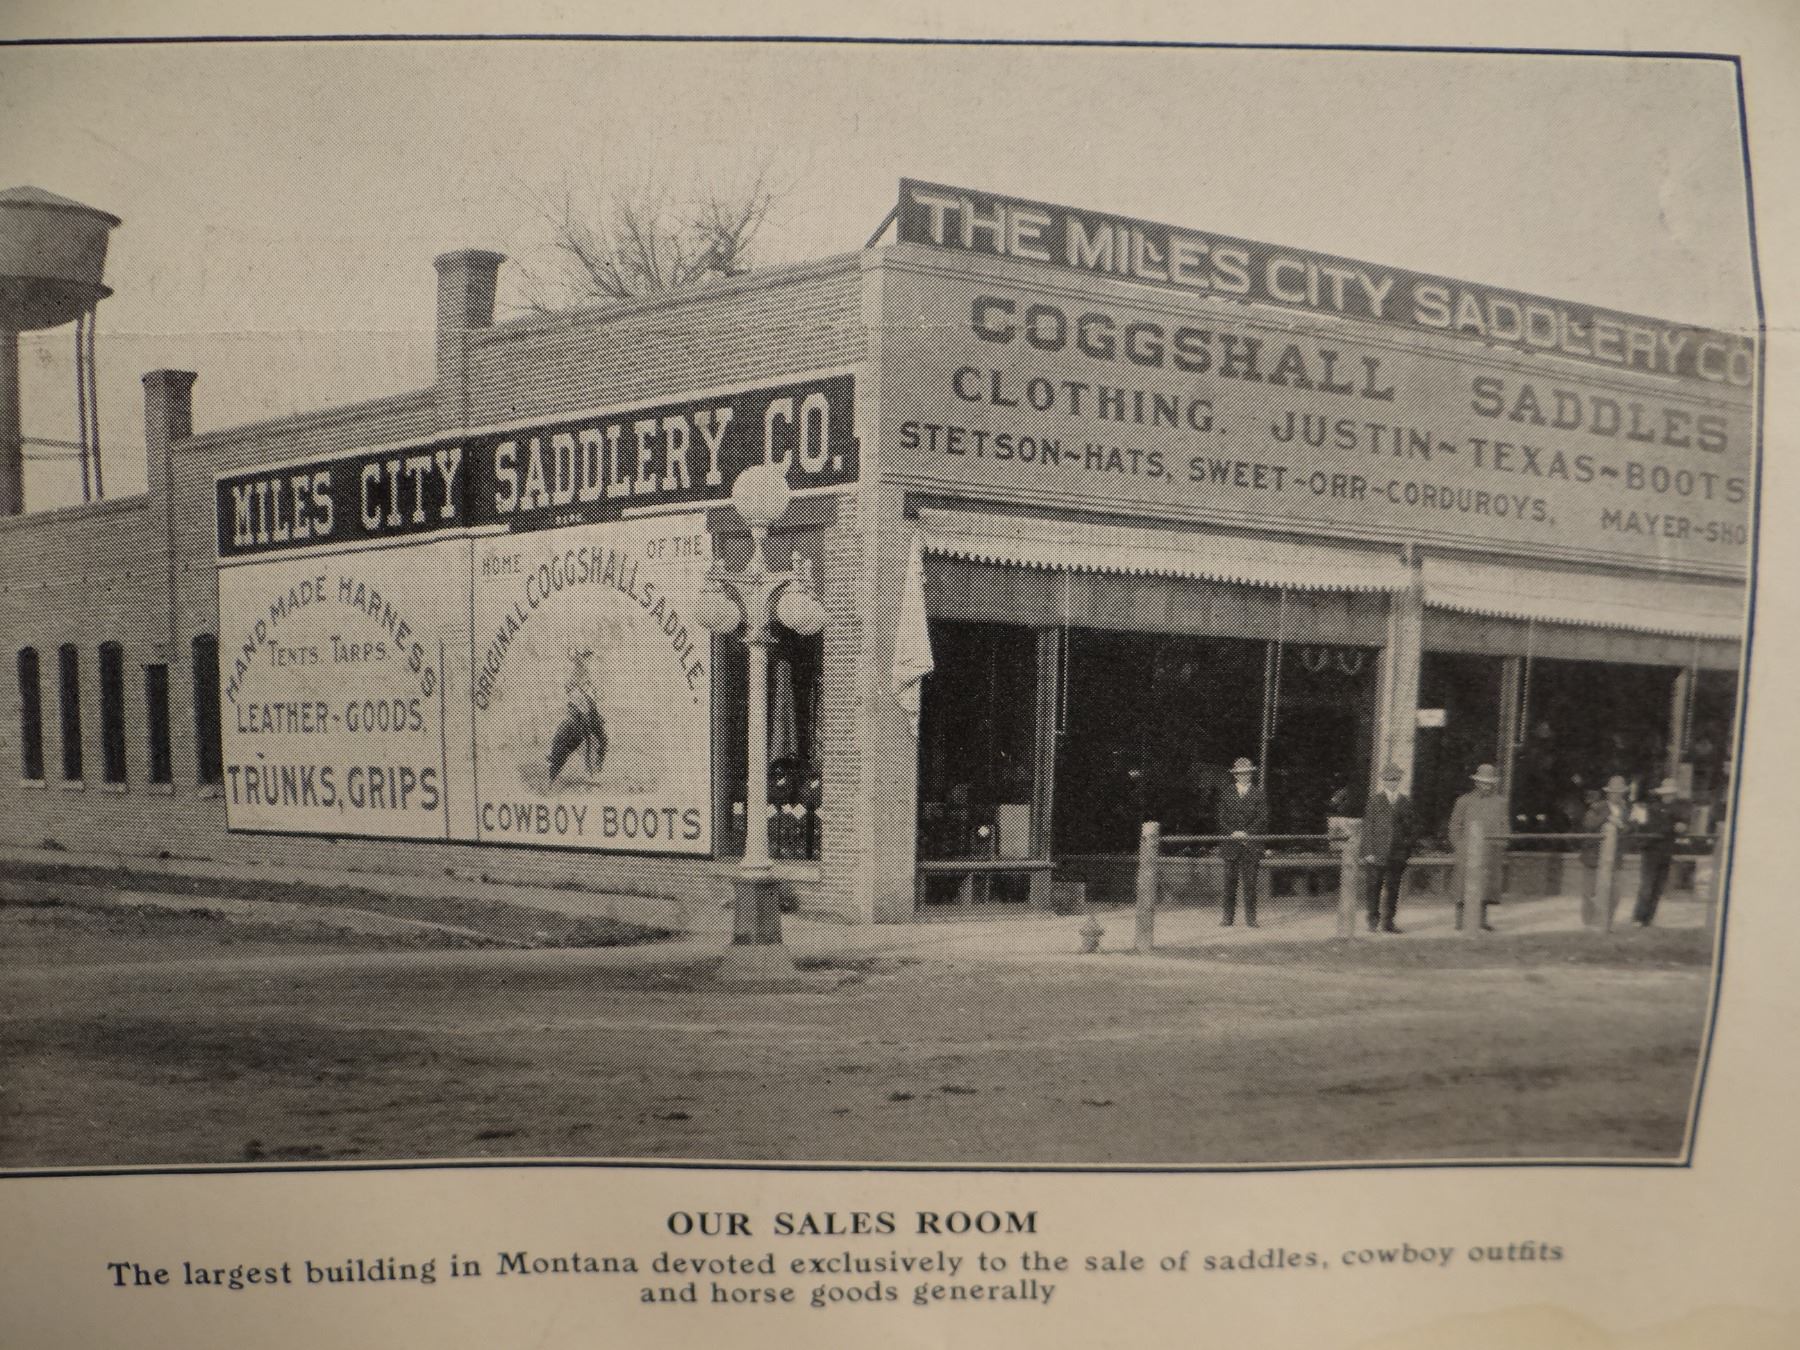 THE MILES CITY SADDLERY CO
COGGSHALL SADDLES
CLOTHING. JUSTIN~TEXAS~BOOTS
STETSON~HATS, SWEET~ORR~CORDUROYS, MAYER~SHO
MILES CITY SADDLERY CO.
HAND MADE HARNESS
TENTS. TARPS.
LEATHER~GOODS,
TRUNKS, GRIPS
HOME OF THE
ORIGINAL COGGSHALL SADDLE.
COWBOY BOOTS
OUR SALES ROOM
The largest building in Montana devoted exclusively to the sale of saddles, cowboy outfits
and horse goods generally